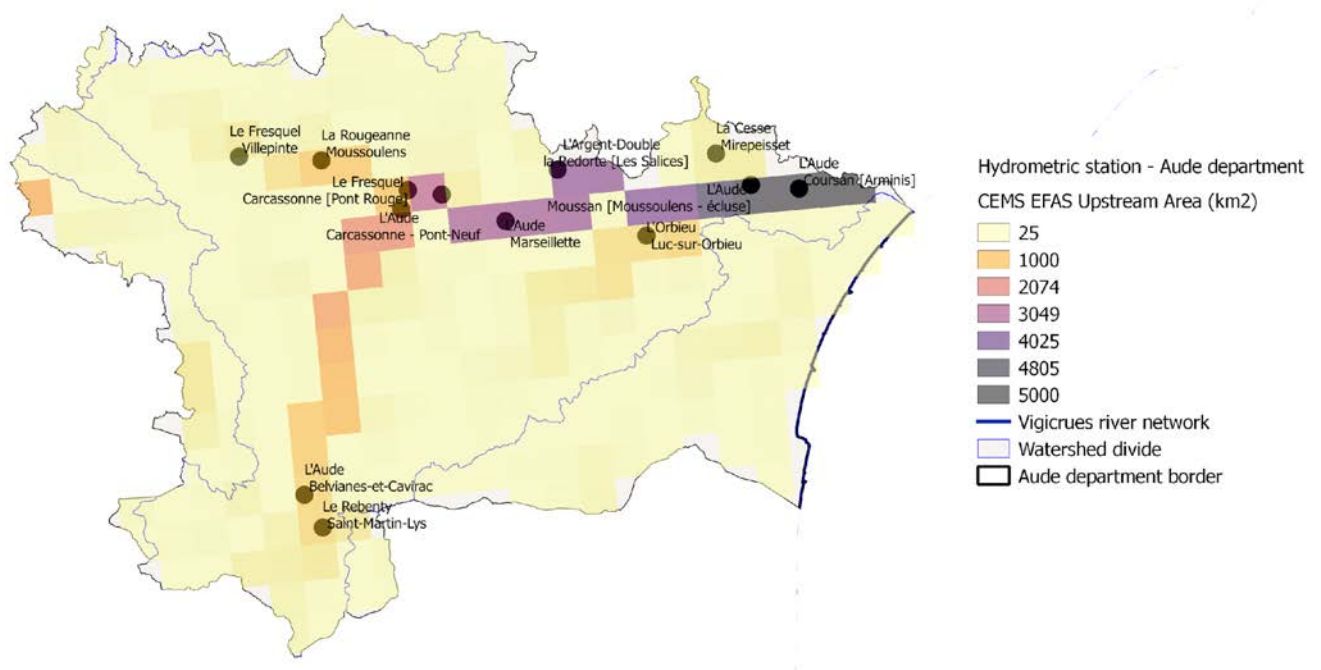 Le Fresquel
Villepinte
La Rougeanne
Moussoulens
L'Argent-Double
la Redorte [Les Salices]
La Cesse
Mirepeisset
L'Aude
Coursan [Arminis]
Le Fresquel
Carcassonne [Pont Rouge]
L'Aude
Moussan [Moussoulens - écluse]
L'Aude
Carcassonne - Pont-Neuf
L'Aude
Marseillette
L'Orbieu
Luc-sur-Orbieu
L'Aude
Belvianes-et-Cavirac
Le Rebenty
Saint-Martin-Lys
Hydrometric station - Aude department
CEMS EFAS Upstream Area (km2)
25
1000
2074
3049
4025
4805
5000
Vigicrues river network
Watershed divide
Aude department border